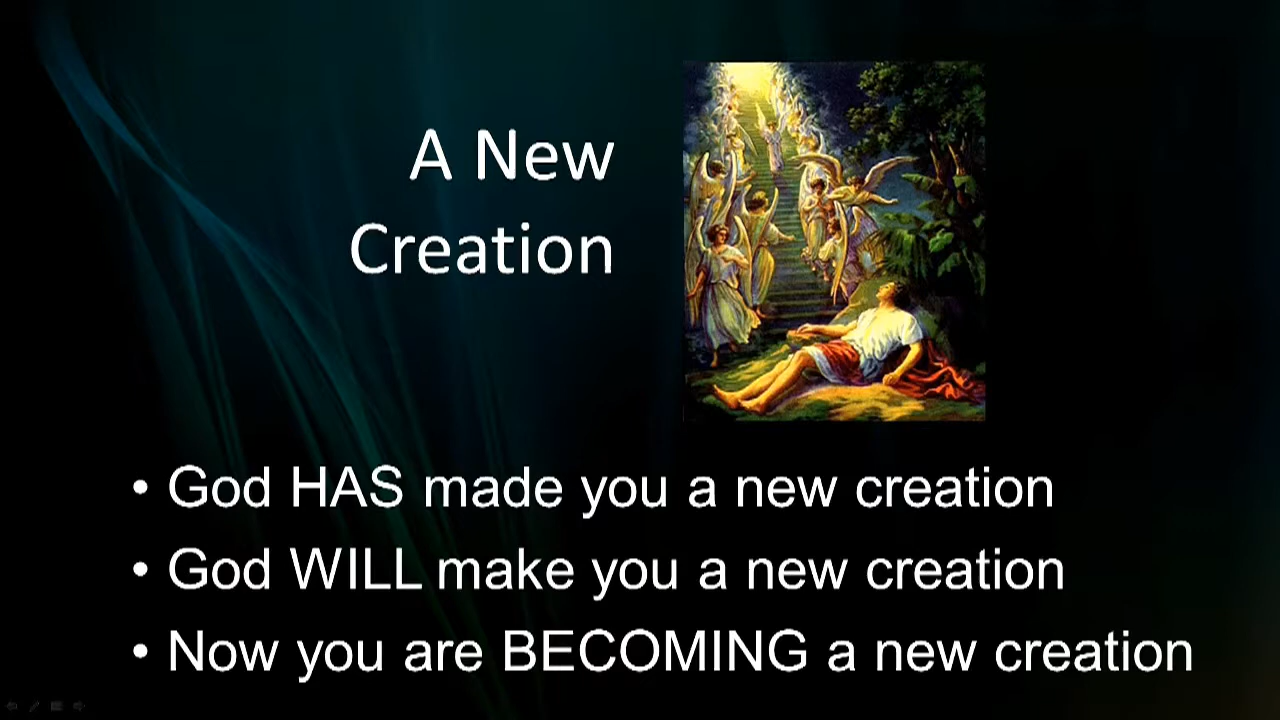 A New
Creation
• God HAS made you a new creation
• God WILL make you a new creation
• Now you are BECOMING a new creation